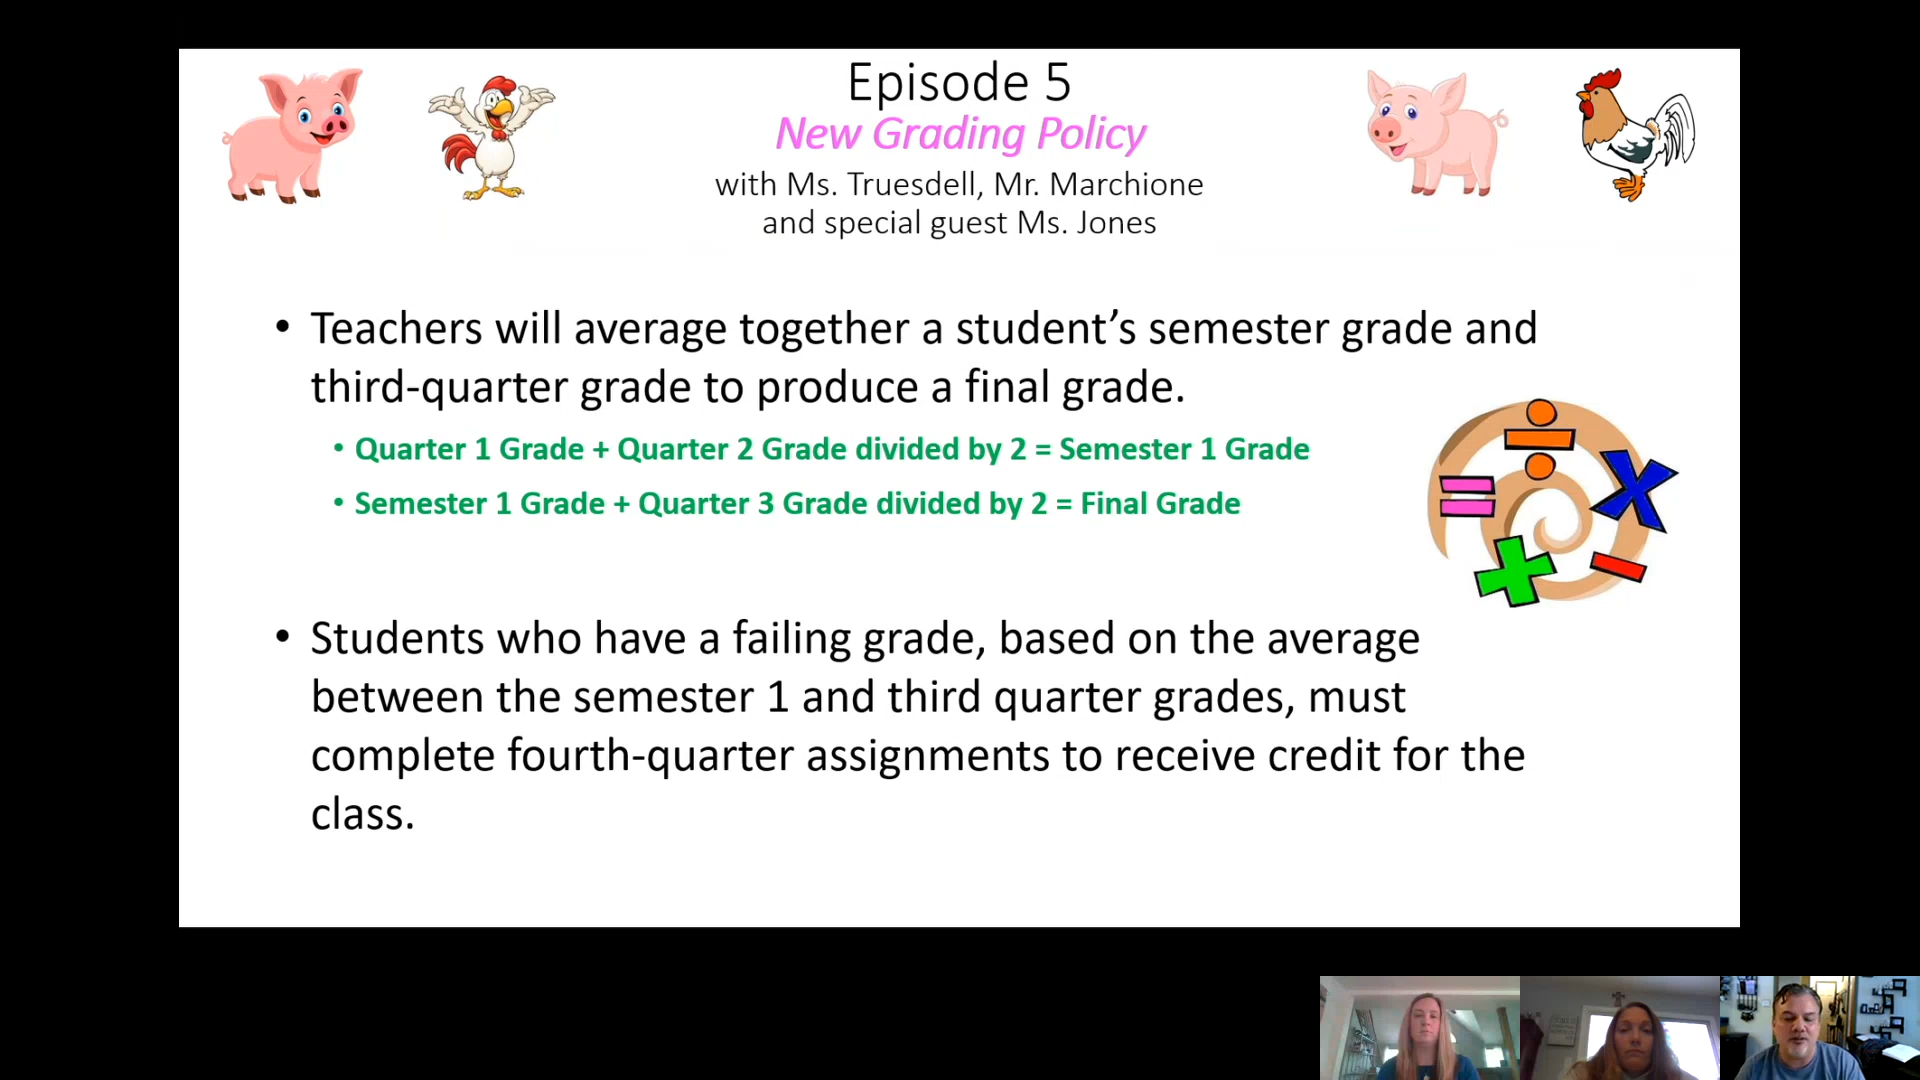 Episode 5
New Grading Policy
with Ms. Truesdell, Mr. Marchione
and special guest Ms. Jones
• Teachers will average together a student’s semester grade and
third-quarter grade to produce a final grade.
• Quarter 1 Grade + Quarter 2 Grade divided by 2 = Semester 1 Grade
• Semester 1 Grade + Quarter 3 Grade divided by 2 = Final Grade
• Students who have a failing grade, based on the average
between the semester 1 and third quarter grades, must
complete fourth-quarter assignments to receive credit for the
class.